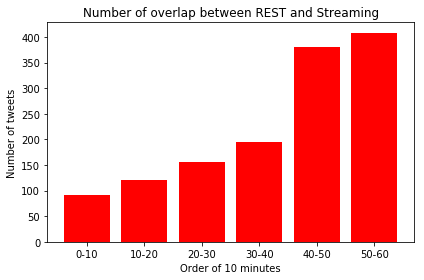 Number of overlap between REST and Streaming
Number of tweets
400
350
300
250
200
150
100
50
0
0-10 10-20 20-30 30-40 40-50 50-60
Order of 10 minutes